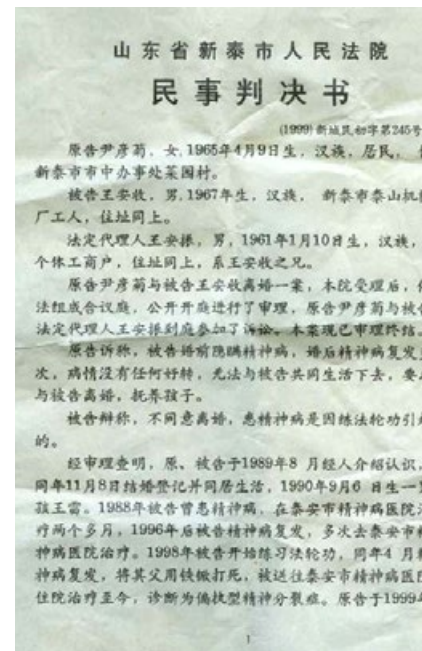 山东省新泰市人民法院
民事判决书
(1999)新城民初字第245号
原告尹彦菊，女，1965年4月9日生，汉族，居民，
新泰市市中办事处菜园村。
被告王安收，男，1967年生，汉族，新泰市泰山机
厂工人，住址同上。
法定代理人王安振，男，1961年1月10日生，汉族，
个体工商户，住址同上，系王安收之兄。
原告尹彦菊与被告王安收离婚一案，本院受理后，
法组成合议庭，公开开庭进行了审理，原告尹彦菊与被
法定代理人王安振到庭参加了诉讼。本案现已审理终结。
原告诉称，被告婚前隐瞒精神病，婚后精神病复发
次，病情没有任何好转，无法与被告共同生活下去，要
与被告离婚，抚养孩子。
被告辩称，不同意离婚，患精神病是因练法轮功引
的。
经审理查明，原、被告于1989年8月经人介绍认识，
同年11月8日结婚登记并同居生活，1990年9月6日生一
孩王雷。1988年被告曾患精神病，在泰安市精神病医院
疗两个多月，1996年后被告精神病复发，多次去泰安市
神病医院治疗。1998年被告开始练习法轮功，同年4月
神病复发，将其父用铁锨打死，被送往泰安市精神病医
住院治疗至今，诊断为偏执型精神分裂症。原告于1999
1